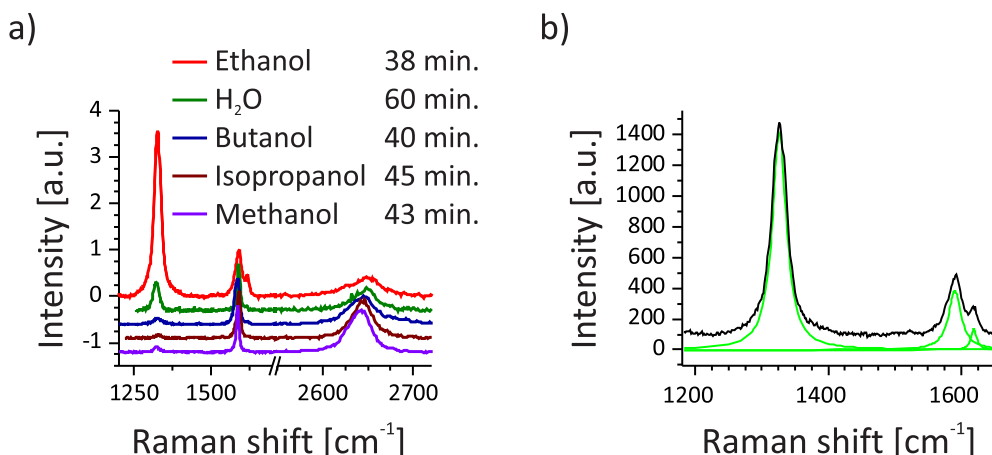 a)
Ethanol 38 min.
H₂O 60 min.
Butanol 40 min.
Isopropanol 45 min.
Methanol 43 min.
Intensity [a.u.]
4
3
2
1
0
-1
1250 1500 2600 2700
Raman shift [cm⁻¹]
b)
Intensity [a.u.]
1400
1200
1000
800
600
400
200
0
1200 1400 1600
Raman shift [cm⁻¹]